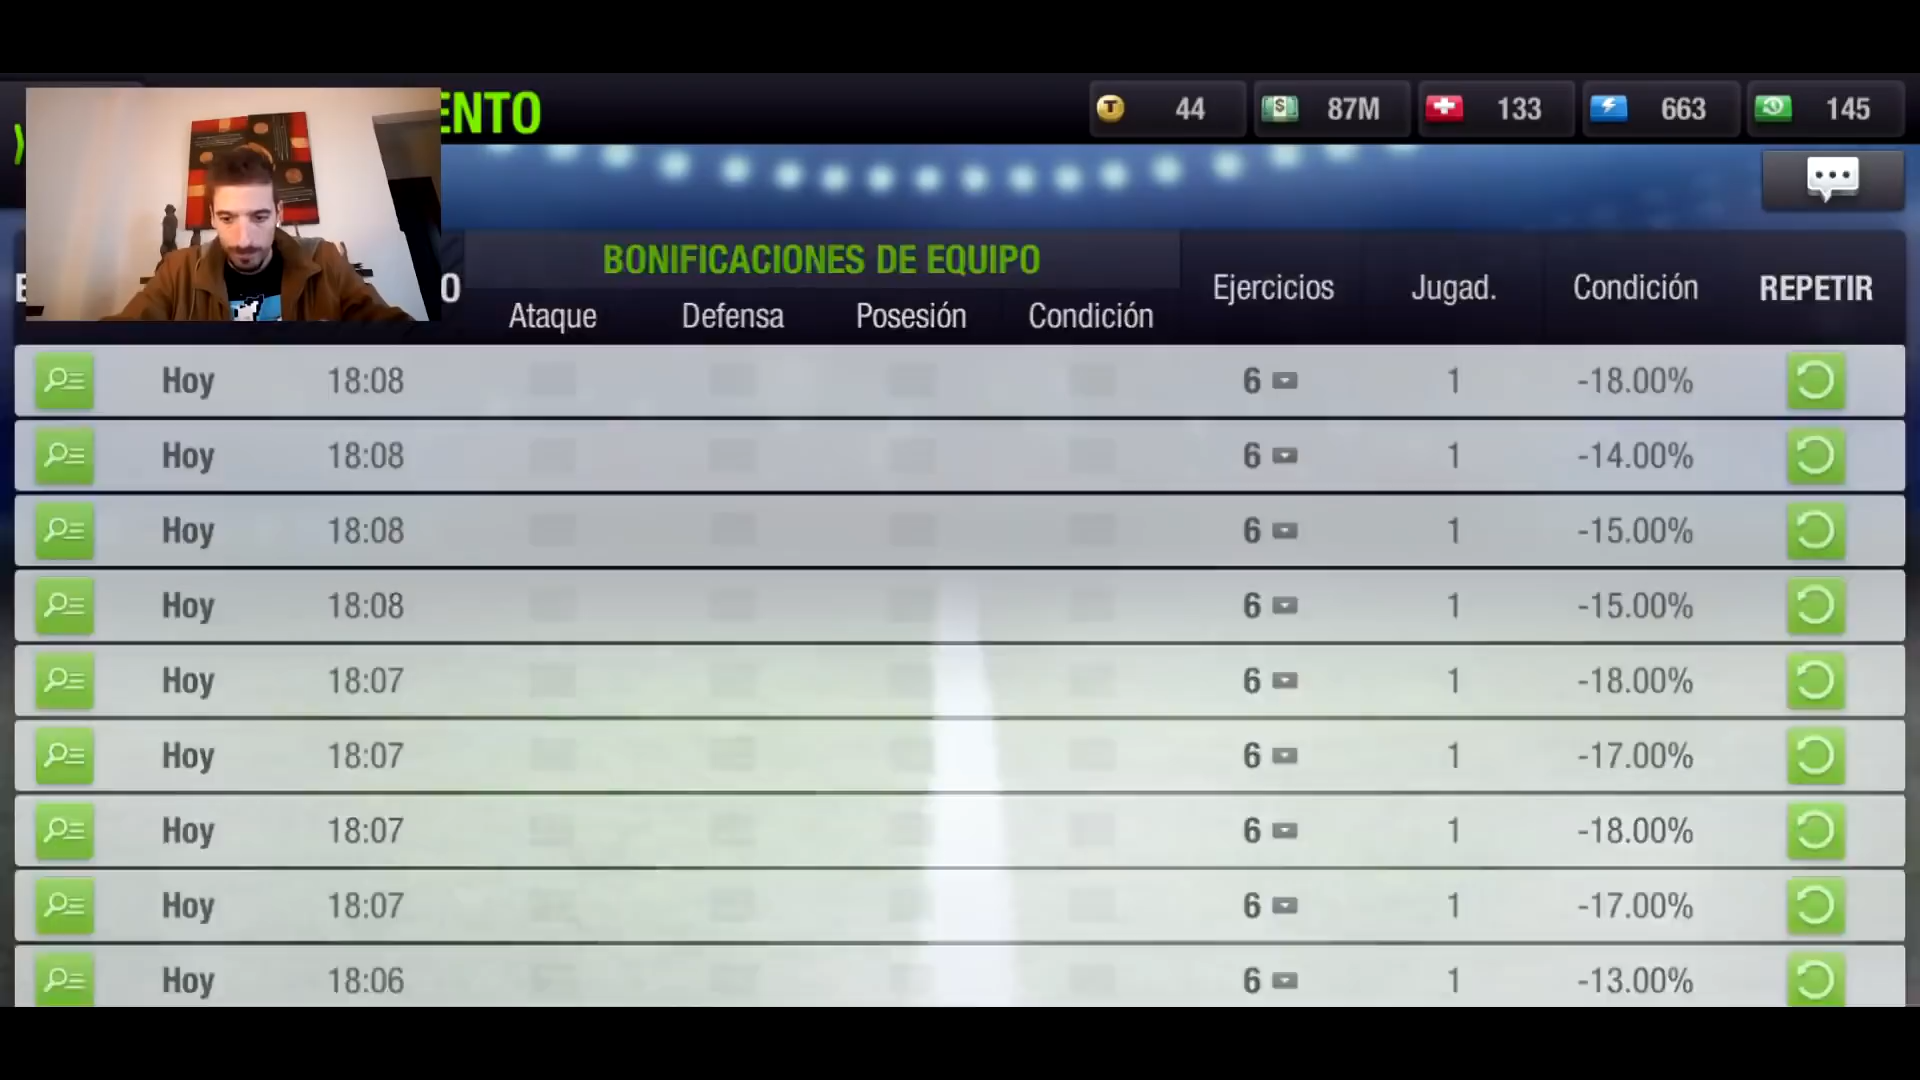 ENTO 44 87M 133 663 145
BONIFICACIONES DE EQUIPO
Ataque Defensa Posesión Condición Ejercicios Jugad. Condición REPETIR
Hoy 18:08 6 1 -18.00%
Hoy 18:08 6 1 -14.00%
Hoy 18:08 6 1 -15.00%
Hoy 18:08 6 1 -15.00%
Hoy 18:07 6 1 -18.00%
Hoy 18:07 6 1 -17.00%
Hoy 18:07 6 1 -18.00%
Hoy 18:07 6 1 -17.00%
Hoy 18:06 6 1 -13.00%